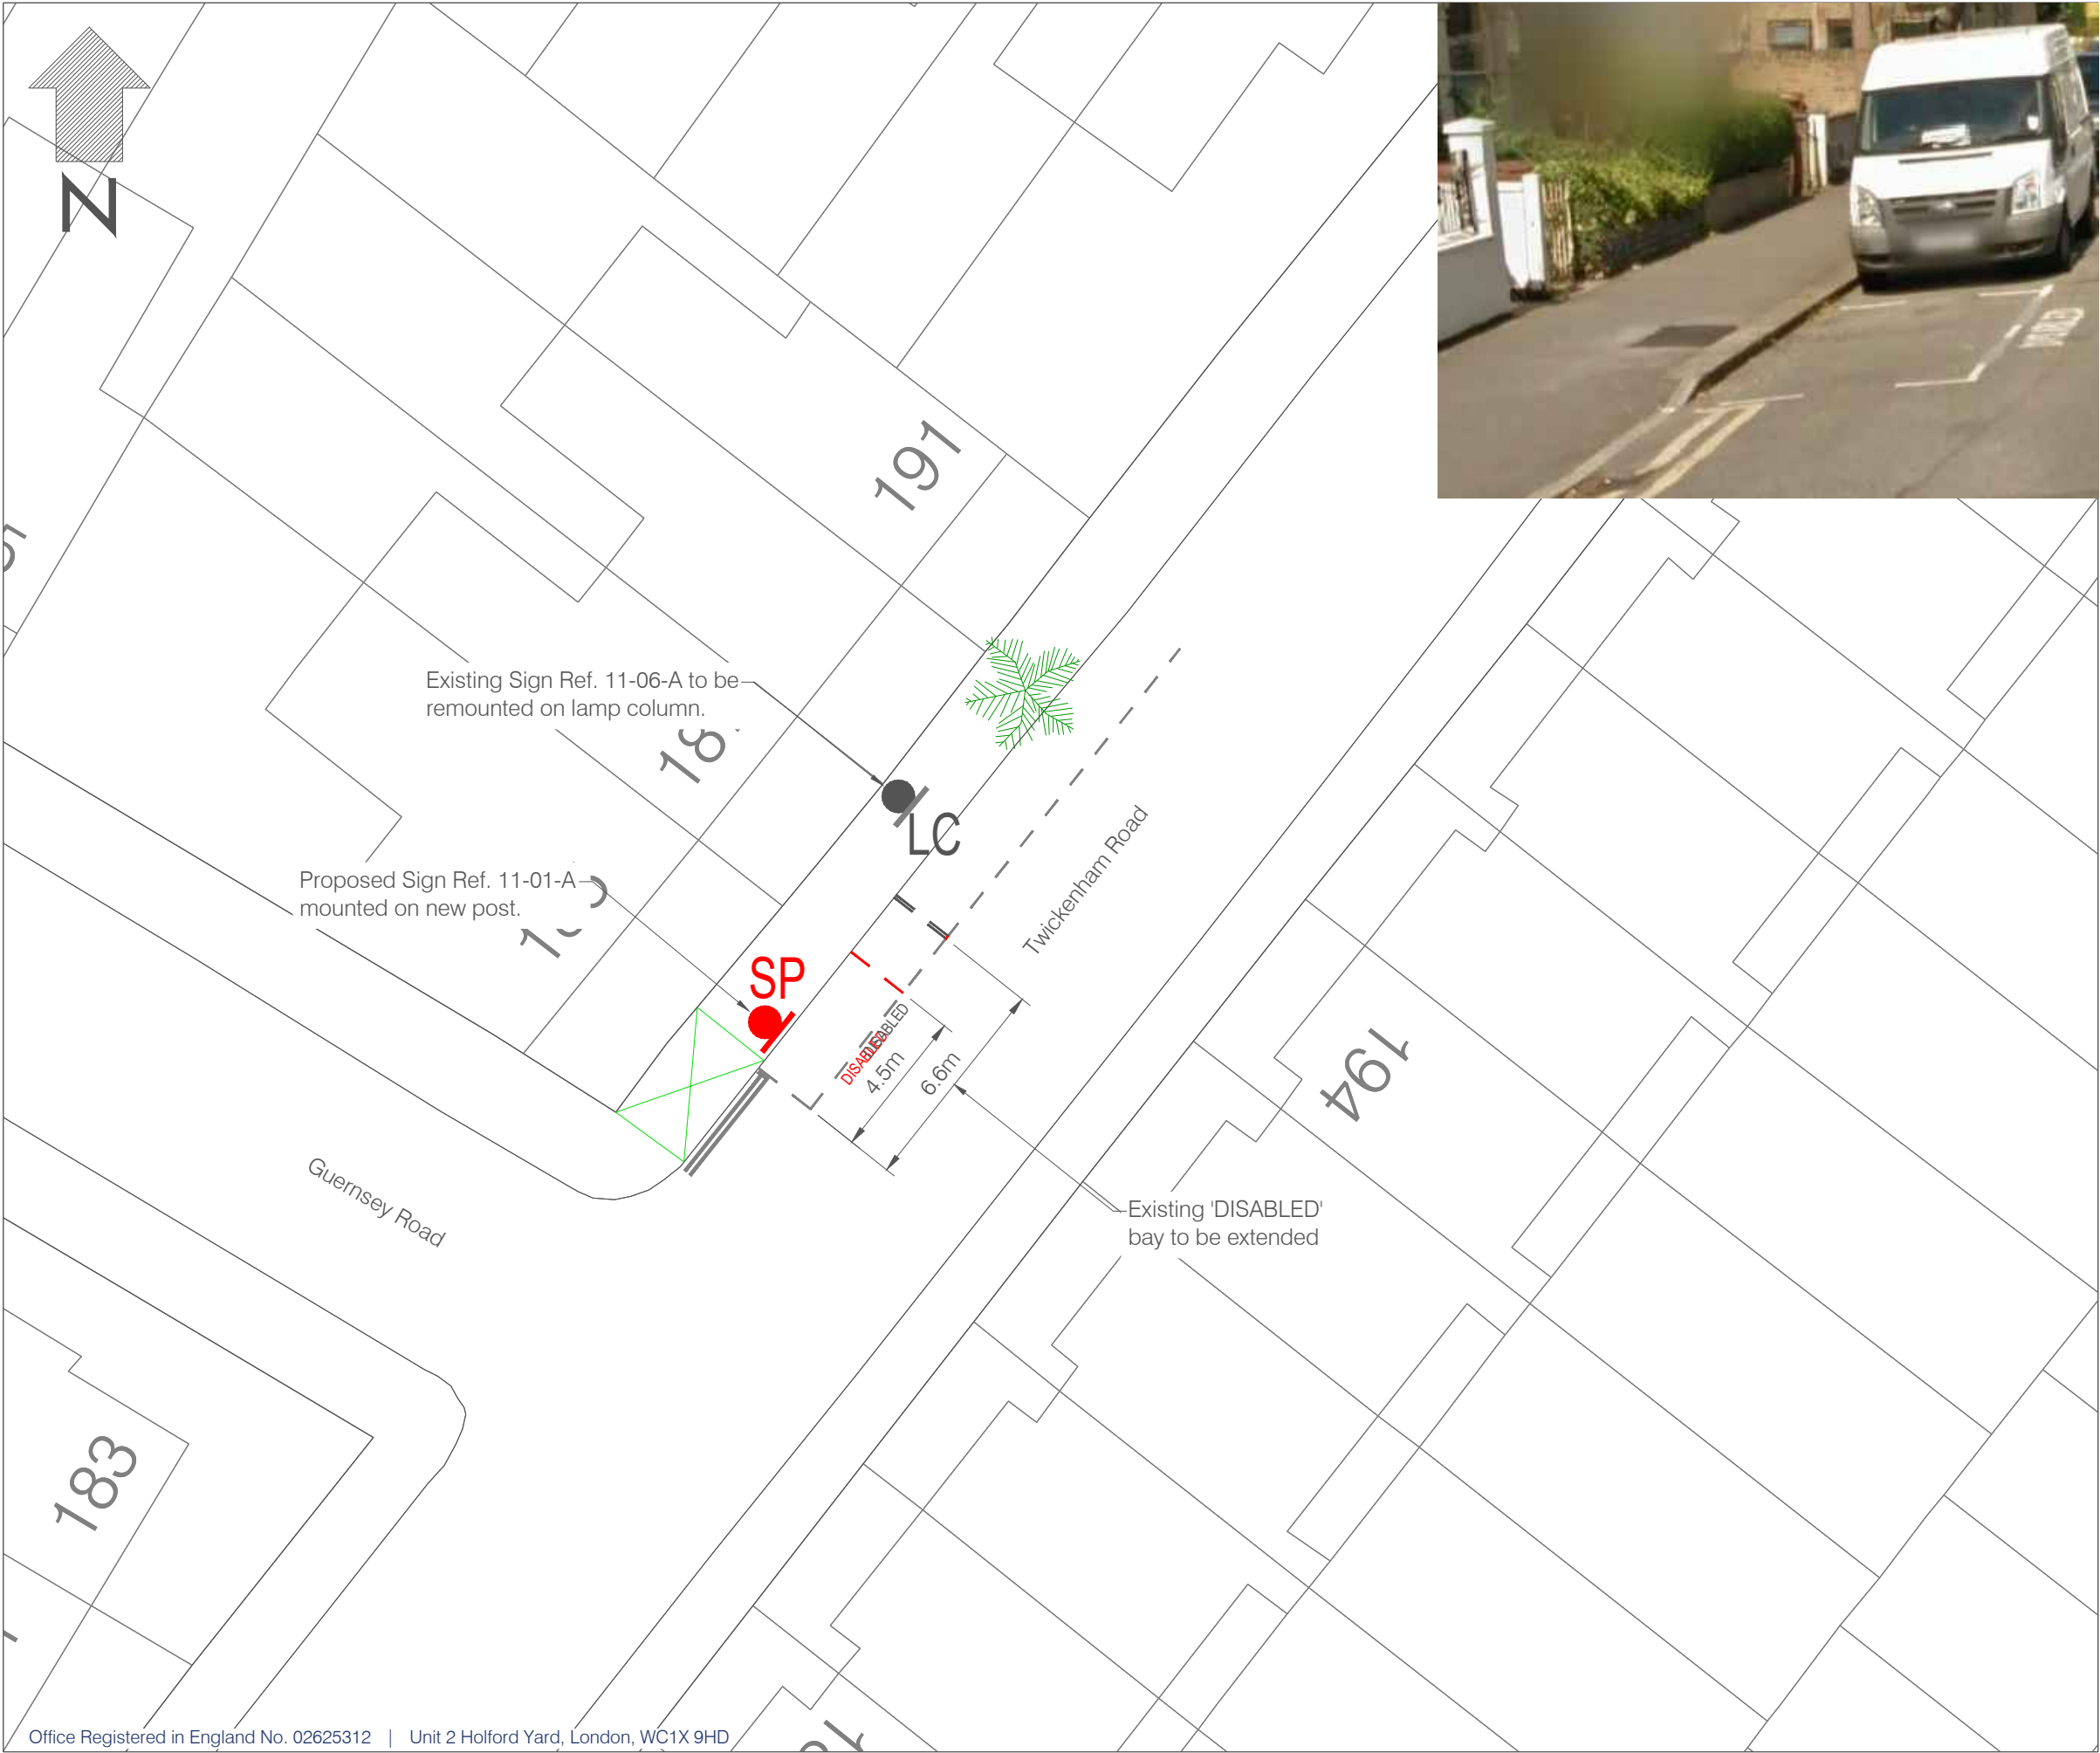 N
191
Existing Sign Ref. 11-06-A to be
remounted on lamp column.
LC
Proposed Sign Ref. 11-01-A
mounted on new post.
SP
Twickenham Road
DISABLED
DISABLED
4.5m
6.6m
194
Existing 'DISABLED'
bay to be extended
Guernsey Road
183
Office Registered in England No. 02625312 | Unit 2 Holford Yard, London, WC1X 9HD